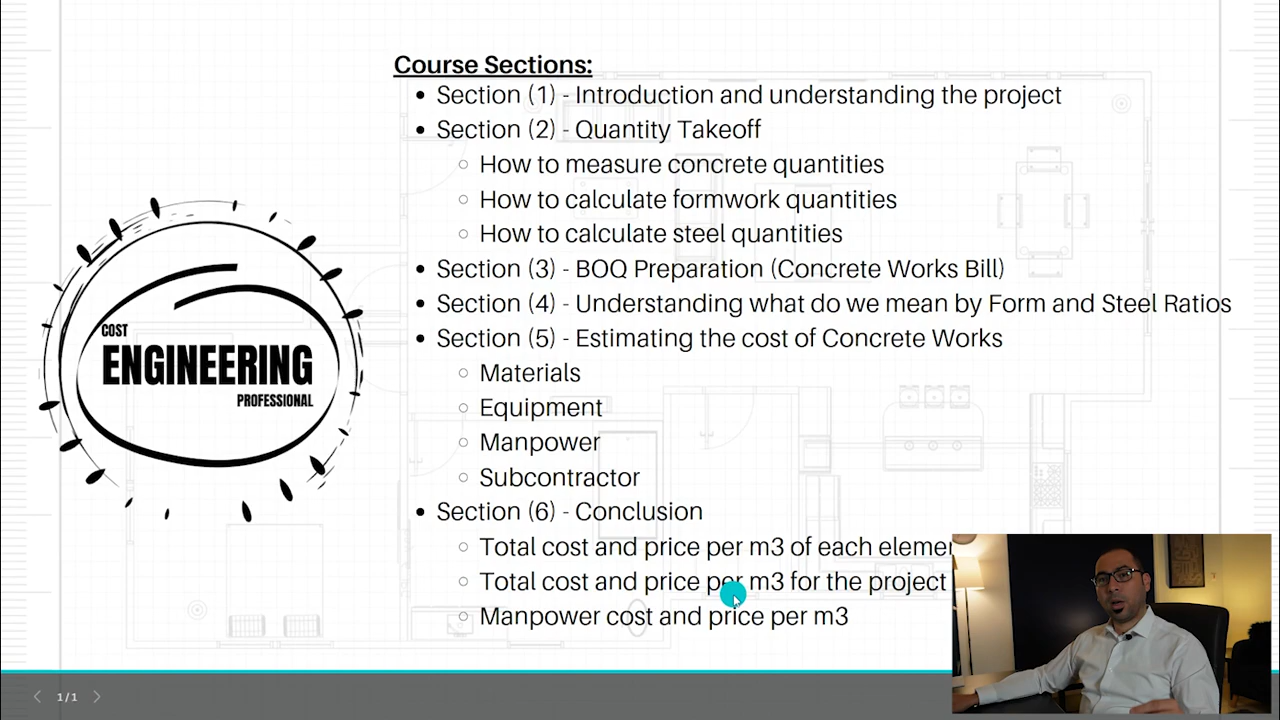 Course Sections:
Section (1) - Introduction and understanding the project
Section (2) - Quantity Takeoff
How to measure concrete quantities
How to calculate formwork quantities
How to calculate steel quantities
Section (3) - BOQ Preparation (Concrete Works Bill)
Section (4) - Understanding what do we mean by Form and Steel Ratios
Section (5) - Estimating the cost of Concrete Works
Materials
Equipment
Manpower
Subcontractor
Section (6) - Conclusion
Total cost and price per m3 of each elemen
Total cost and price per m3 for the project
Manpower cost and price per m3
COST
ENGINEERING
PROFESSIONAL
1/1